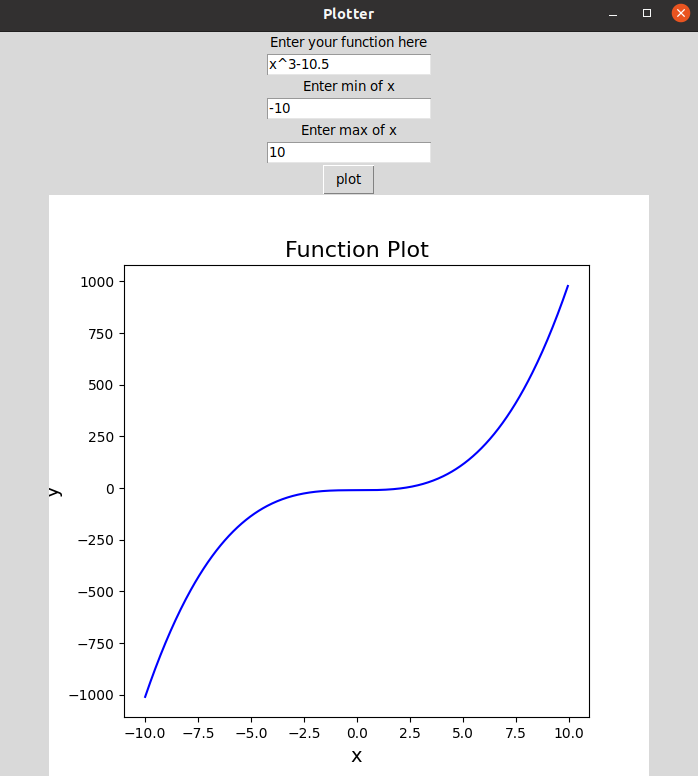 Plotter
Enter your function here
x^3-10.5
Enter min of x
-10
Enter max of x
10
plot
Function Plot
1000
750
500
250
0
y
−250
−500
−750
−1000
−10.0 −7.5 −5.0 −2.5 0.0 2.5 5.0 7.5 10.0
x